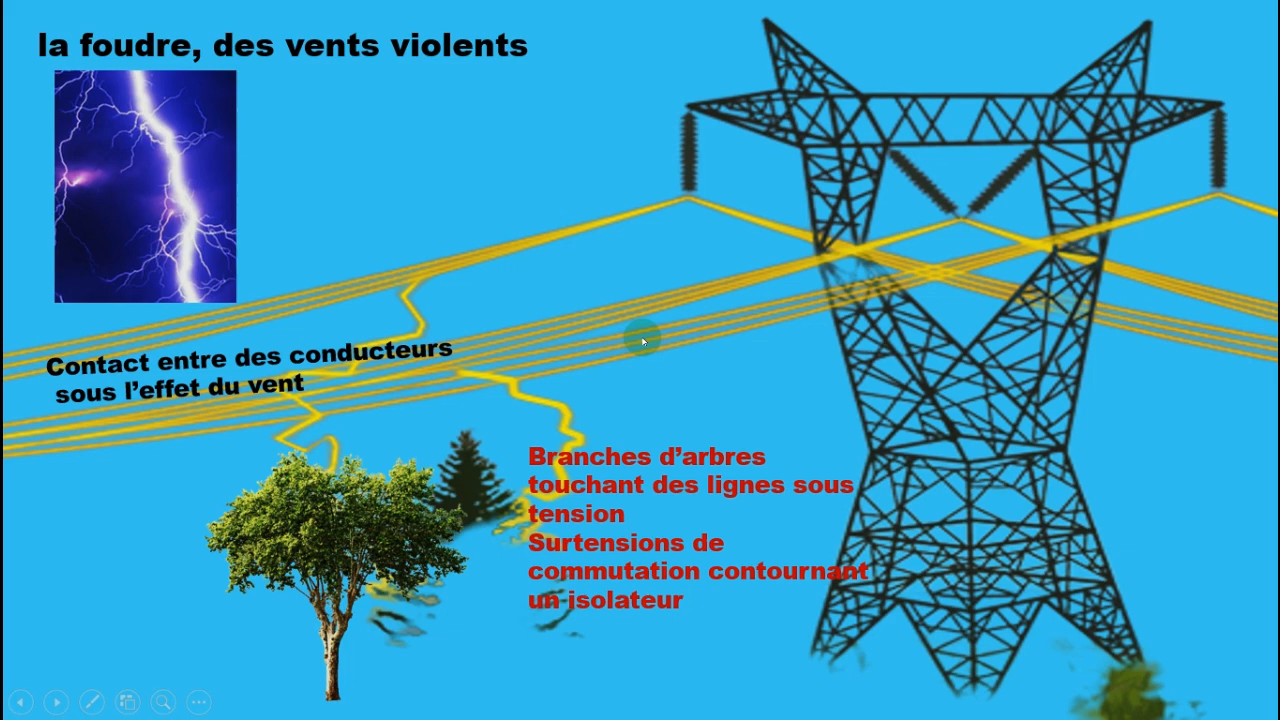 la foudre, des vents violents
Contact entre des conducteurs
sous l’effet du vent
Branches d’arbres
touchant des lignes sous
tension
Surtensions de
commutation contournant
un isolateur